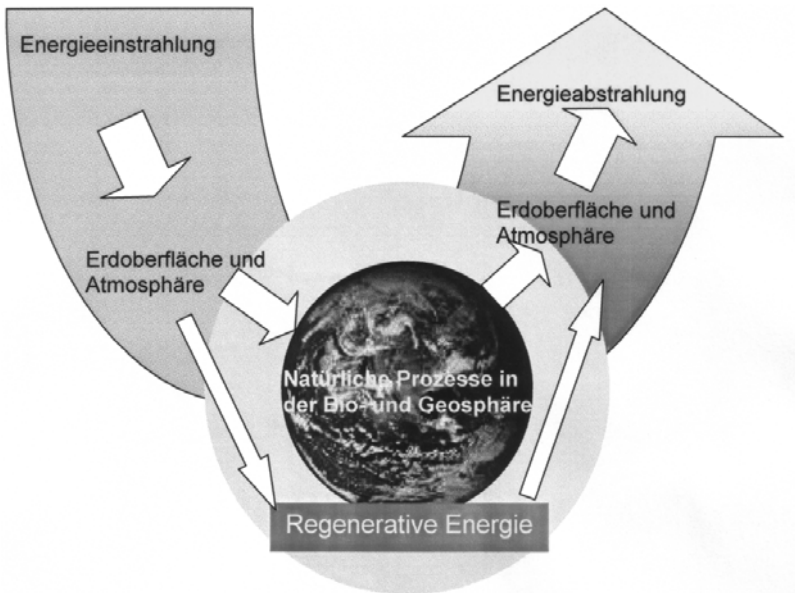 Energieeinstrahlung
Energieabstrahlung
Erdoberfläche und
Atmosphäre
Erdoberfläche und
Atmosphäre
Natürliche Prozesse in
der Bio- und Geosphäre
Regenerative Energie